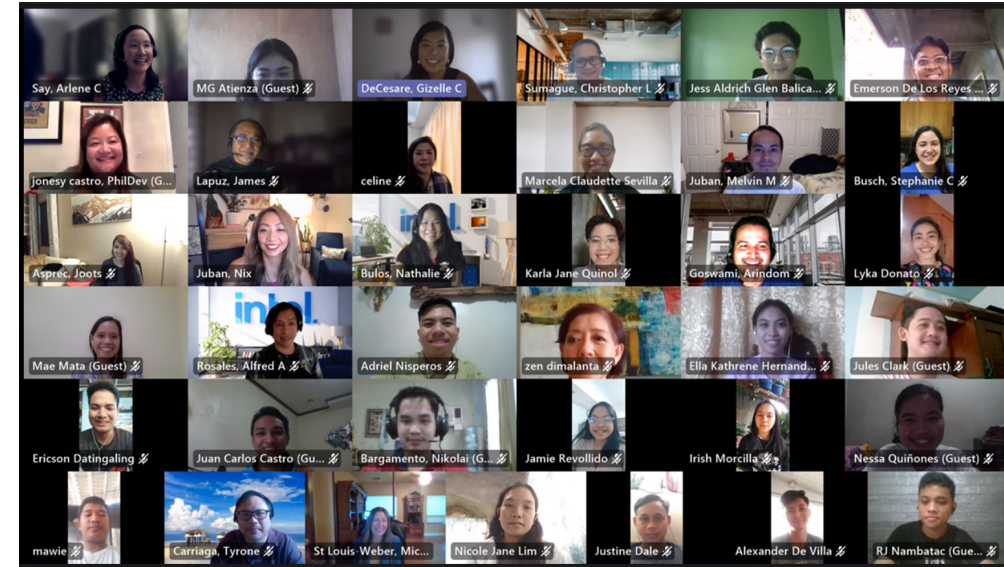 Say, Arlene C
MG Atienza (Guest)
DeCesare, Gizelle C
Sumague, Christopher L
Jess Aldrich Glen Balica...
Emerson De Los Reyes ...
jonesy castro, PhilDev (G...
Lapuz, James
celine
Marcela Claudette Sevilla
Juban, Melvin M
Busch, Stephanie C
Asprec, Joots
Juban, Nix
intel.
Bulos, Nathalie
Karla Jane Quinol
Goswami, Arindom
Lyka Donato
Mae Mata (Guest)
intel.
Rosales, Alfred A
Adriel Nisperos
zen dimalanta
Ella Kathrene Hernand...
Jules Clark (Guest)
Ericson Datingaling
Juan Carlos Castro (Gu...
Bargamento, Nikolai (G...
Jamie Revollido
Irish Morcilla
Nessa Quiñones (Guest)
mawie
Carriaga, Tyrone
St Louis-Weber, Mic...
Nicole Jane Lim
Justine Dale
Alexander De Villa
RJ Nambatac (Gue...